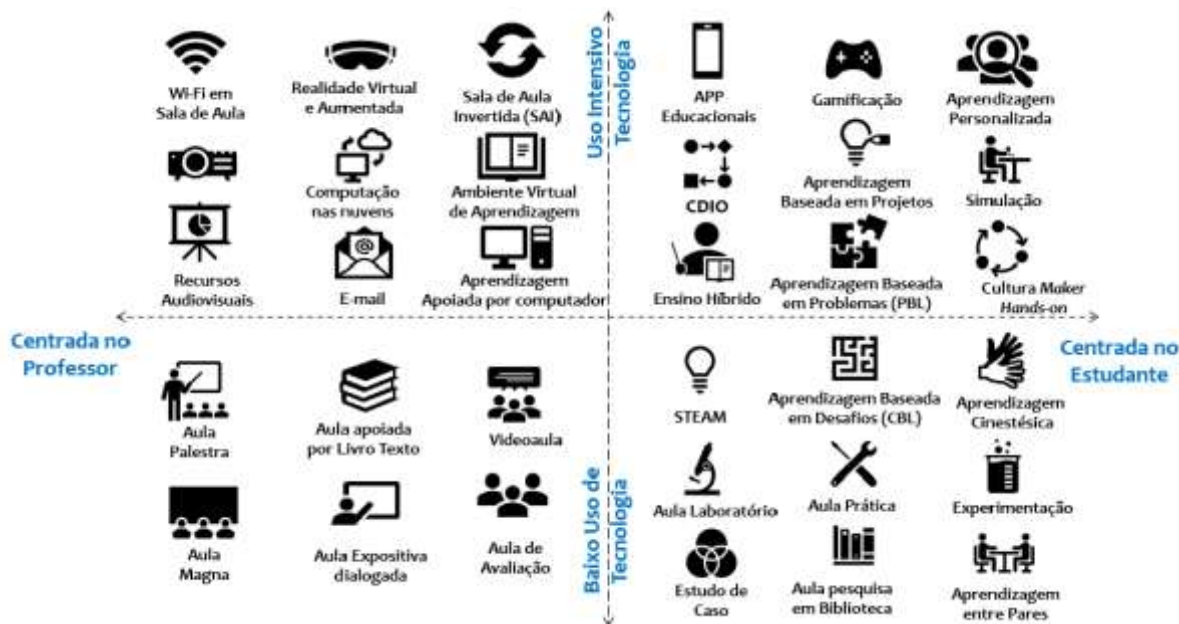 Uso Intensivo
Tecnologia
Wi-Fi em
Sala de Aula
Realidade Virtual
e Aumentada
Sala de Aula
Invertida (SAI)
APP
Educacionais
Gamificação
Aprendizagem
Personalizada
Computação
nas nuvens
Ambiente Virtual
de Aprendizagem
CDIO
Aprendizagem
Baseada em Projetos
Simulação
Recursos
Audiovisuais
E-mail
Aprendizagem
Apoiada por computador
Ensino Híbrido
Aprendizagem Baseada
em Problemas (PBL)
Cultura Maker
Hands-on
Centrada no
Professor
Centrada no
Estudante
Aula
Palestra
Aula apoiada
por Livro Texto
Videoaula
STEAM
Aprendizagem Baseada
em Desafios (CBL)
Aprendizagem
Cinestésica
Baixo Uso de
Tecnologia
Aula Laboratório
Aula Prática
Experimentação
Aula
Magna
Aula Expositiva
dialogada
Aula de
Avaliação
Estudo de
Caso
Aula pesquisa
em Biblioteca
Aprendizagem
entre Pares